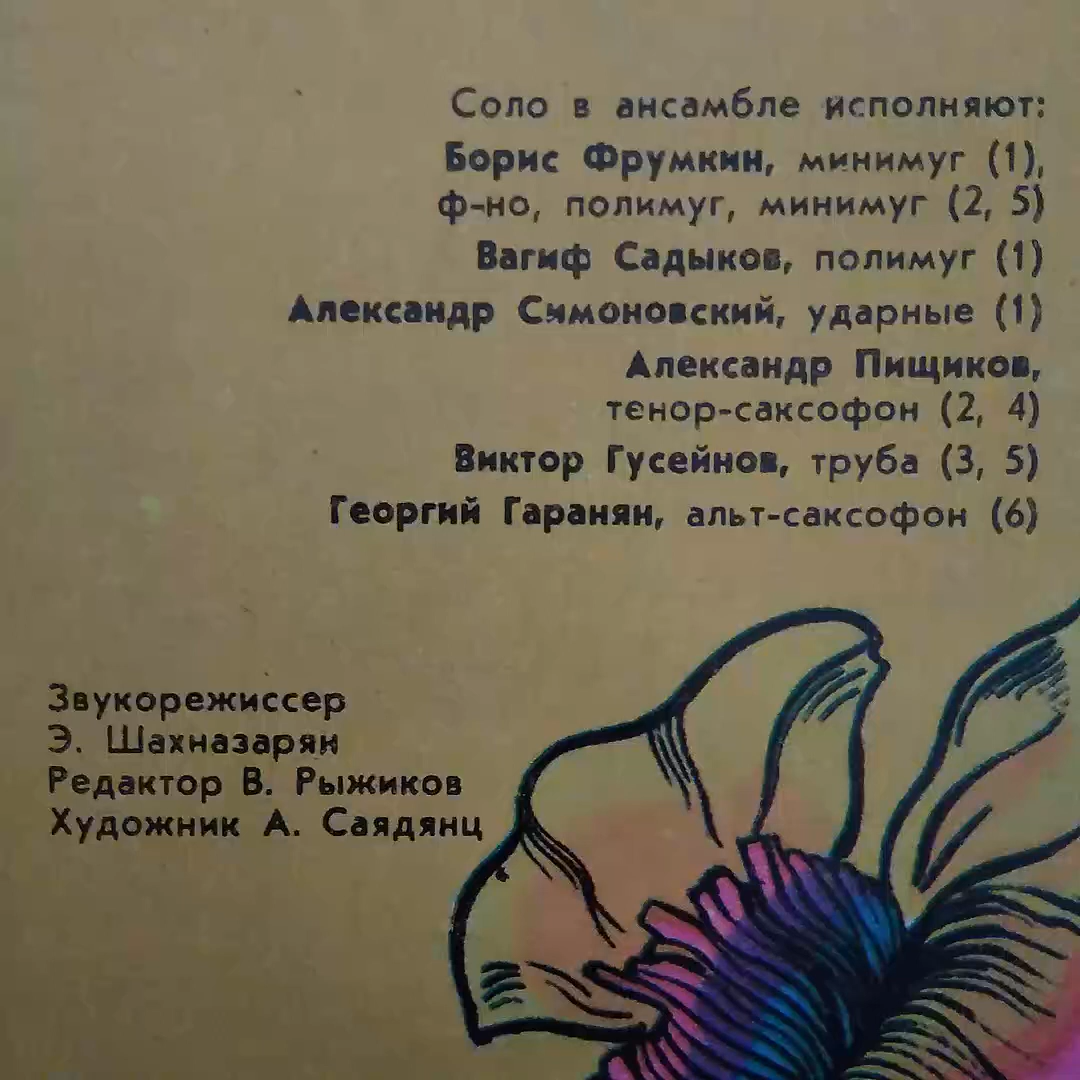 Соло в ансамбле исполняют:
Борис Фрумкин, минимуг (1),
ф-но, полимуг, минимуг (2, 5)
Вагиф Садыков, полимуг (1)
Александр Симоновский, ударные (1)
Александр Пищиков,
тенор-саксофон (2, 4)
Виктор Гусейнов, труба (3, 5)
Георгий Гаранян, альт-саксофон (6)
Звукорежиссер
Э. Шахназарян
Редактор В. Рыжиков
Художник А. Саядянц